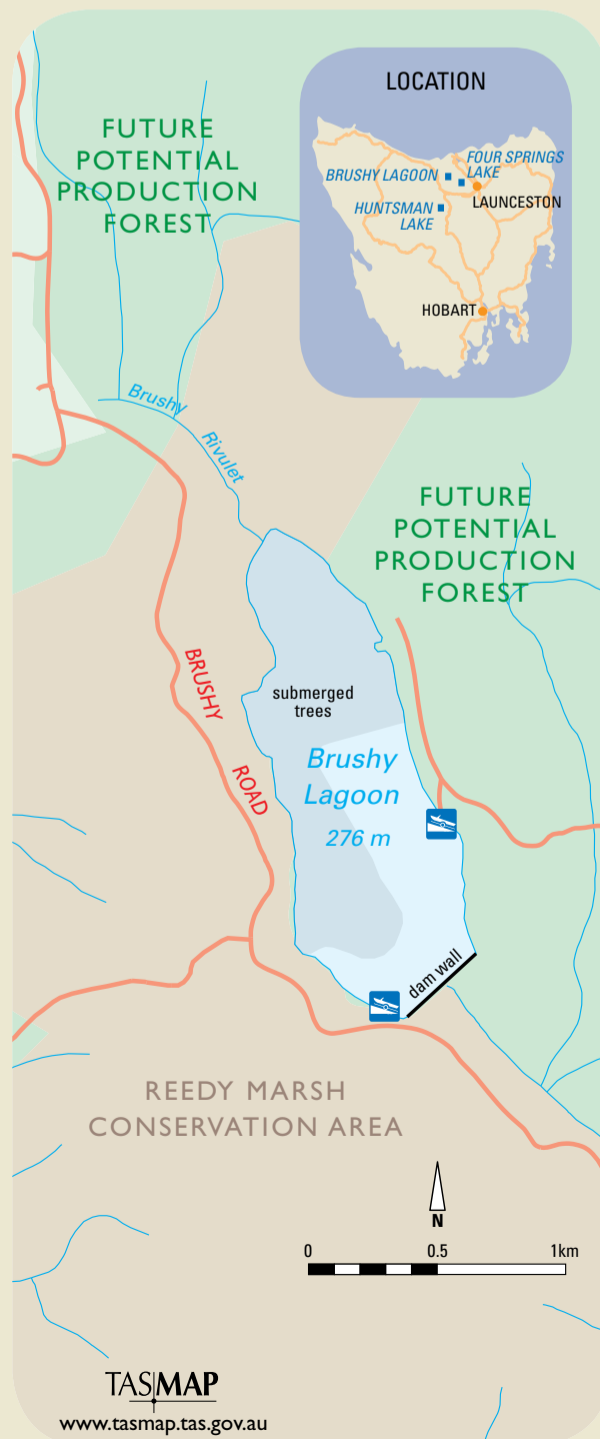 LOCATION
BRUSHY LAGOON
FOUR SPRINGS
LAKE
LAUNCESTON
HUNTSMAN
LAKE
HOBART
FUTURE
POTENTIAL
PRODUCTION
FOREST
Brushy
Rivulet
FUTURE
POTENTIAL
PRODUCTION
FOREST
BRUSHY
ROAD
submerged
trees
Brushy
Lagoon
276 m
dam wall
REEDY MARSH
CONSERVATION AREA
N
0 0.5 1km
TASMAP
www.tasmap.tas.gov.au